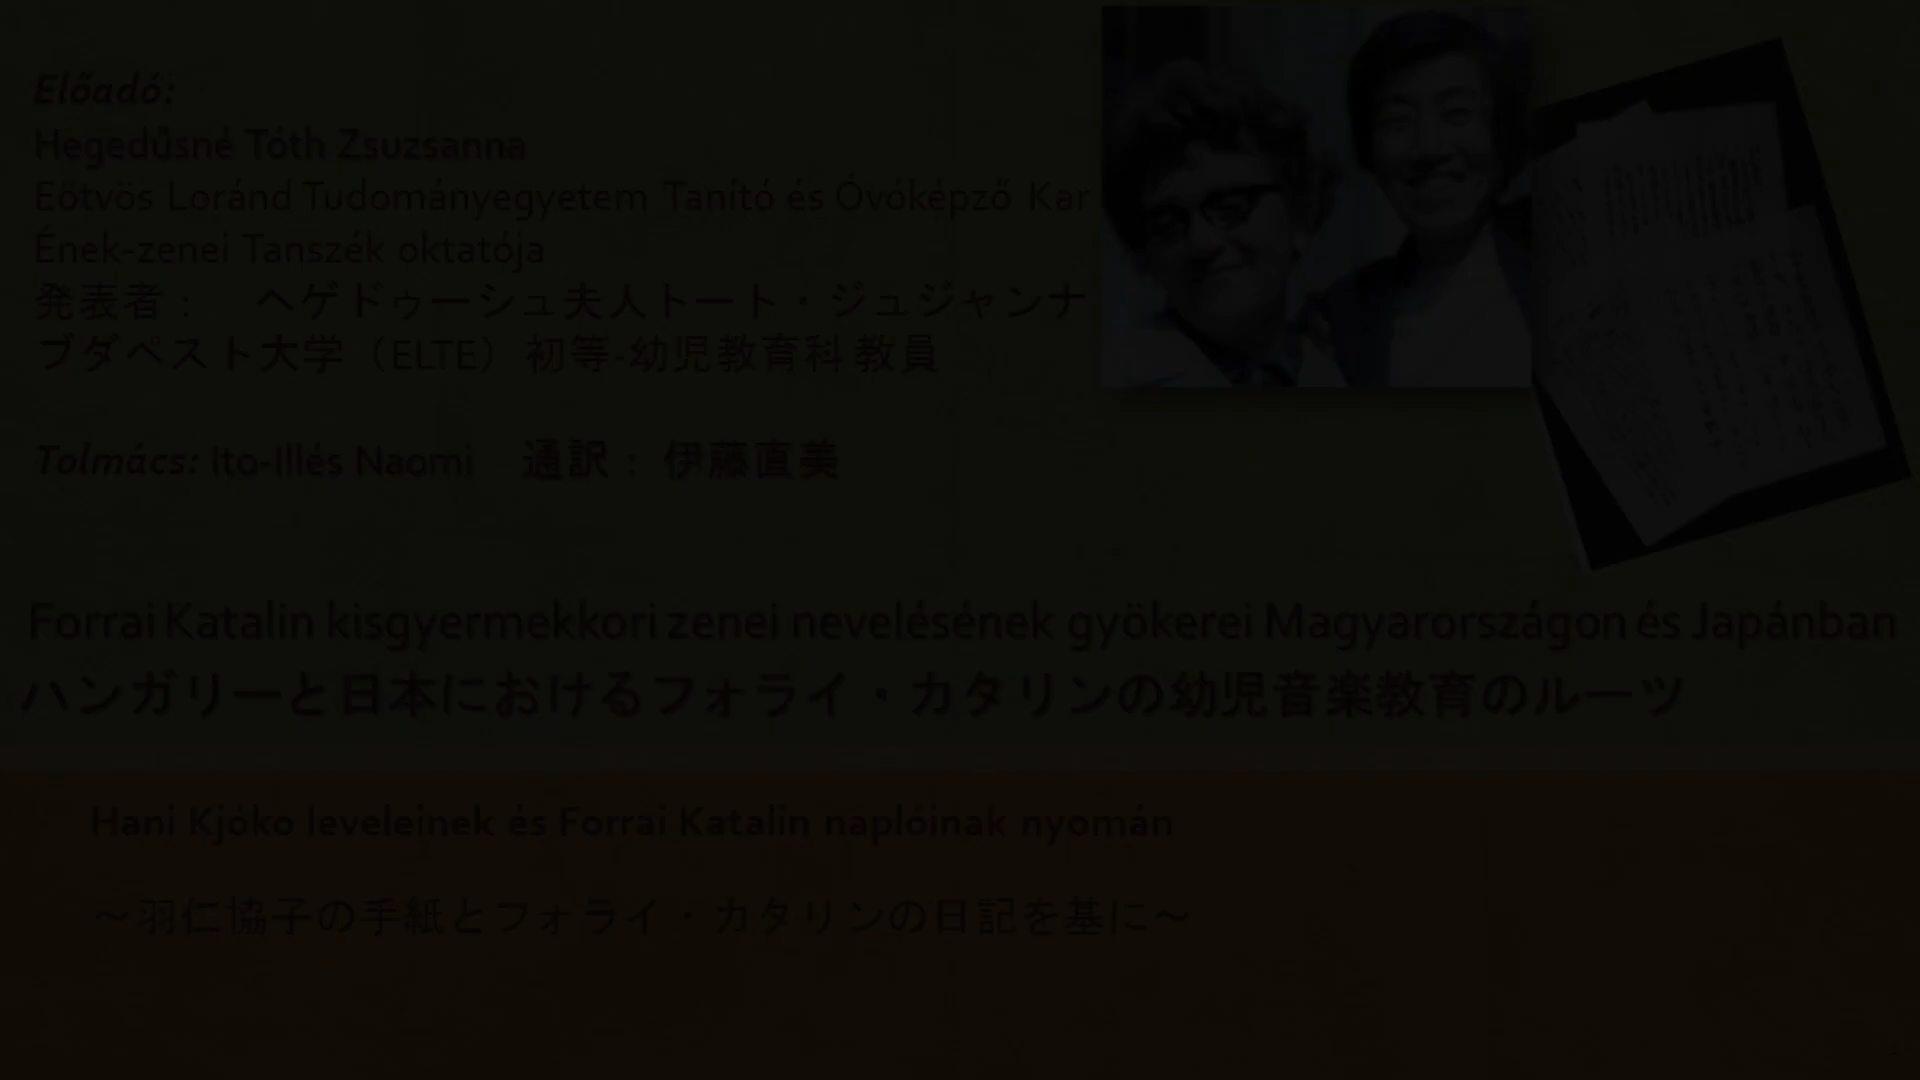 Előadó:
Hegedűsné Tóth Zsuzsanna
Eötvös Loránd Tudományegyetem Tanító és Óvóképző Kar
Ének-zenei Tanszék oktatója
発表者： ヘゲドゥーシュ夫人トート・ジュジャンナ
ブダペスト大学（ELTE） 初等-幼児教育科 教員
Tolmács: Ito-Illés Naomi 通訳： 伊藤直美
Forrai Katalin kisgyermekkori zenei nevelésének gyökerei Magyarországon és Japánban
ハンガリーと日本におけるフォライ・カタリンの幼児音楽教育のルーツ
Hani Kjóko leveleinek és Forrai Katalin naplóinak nyomán
～羽仁協子の手紙とフォライ・カタリンの日記を基に～